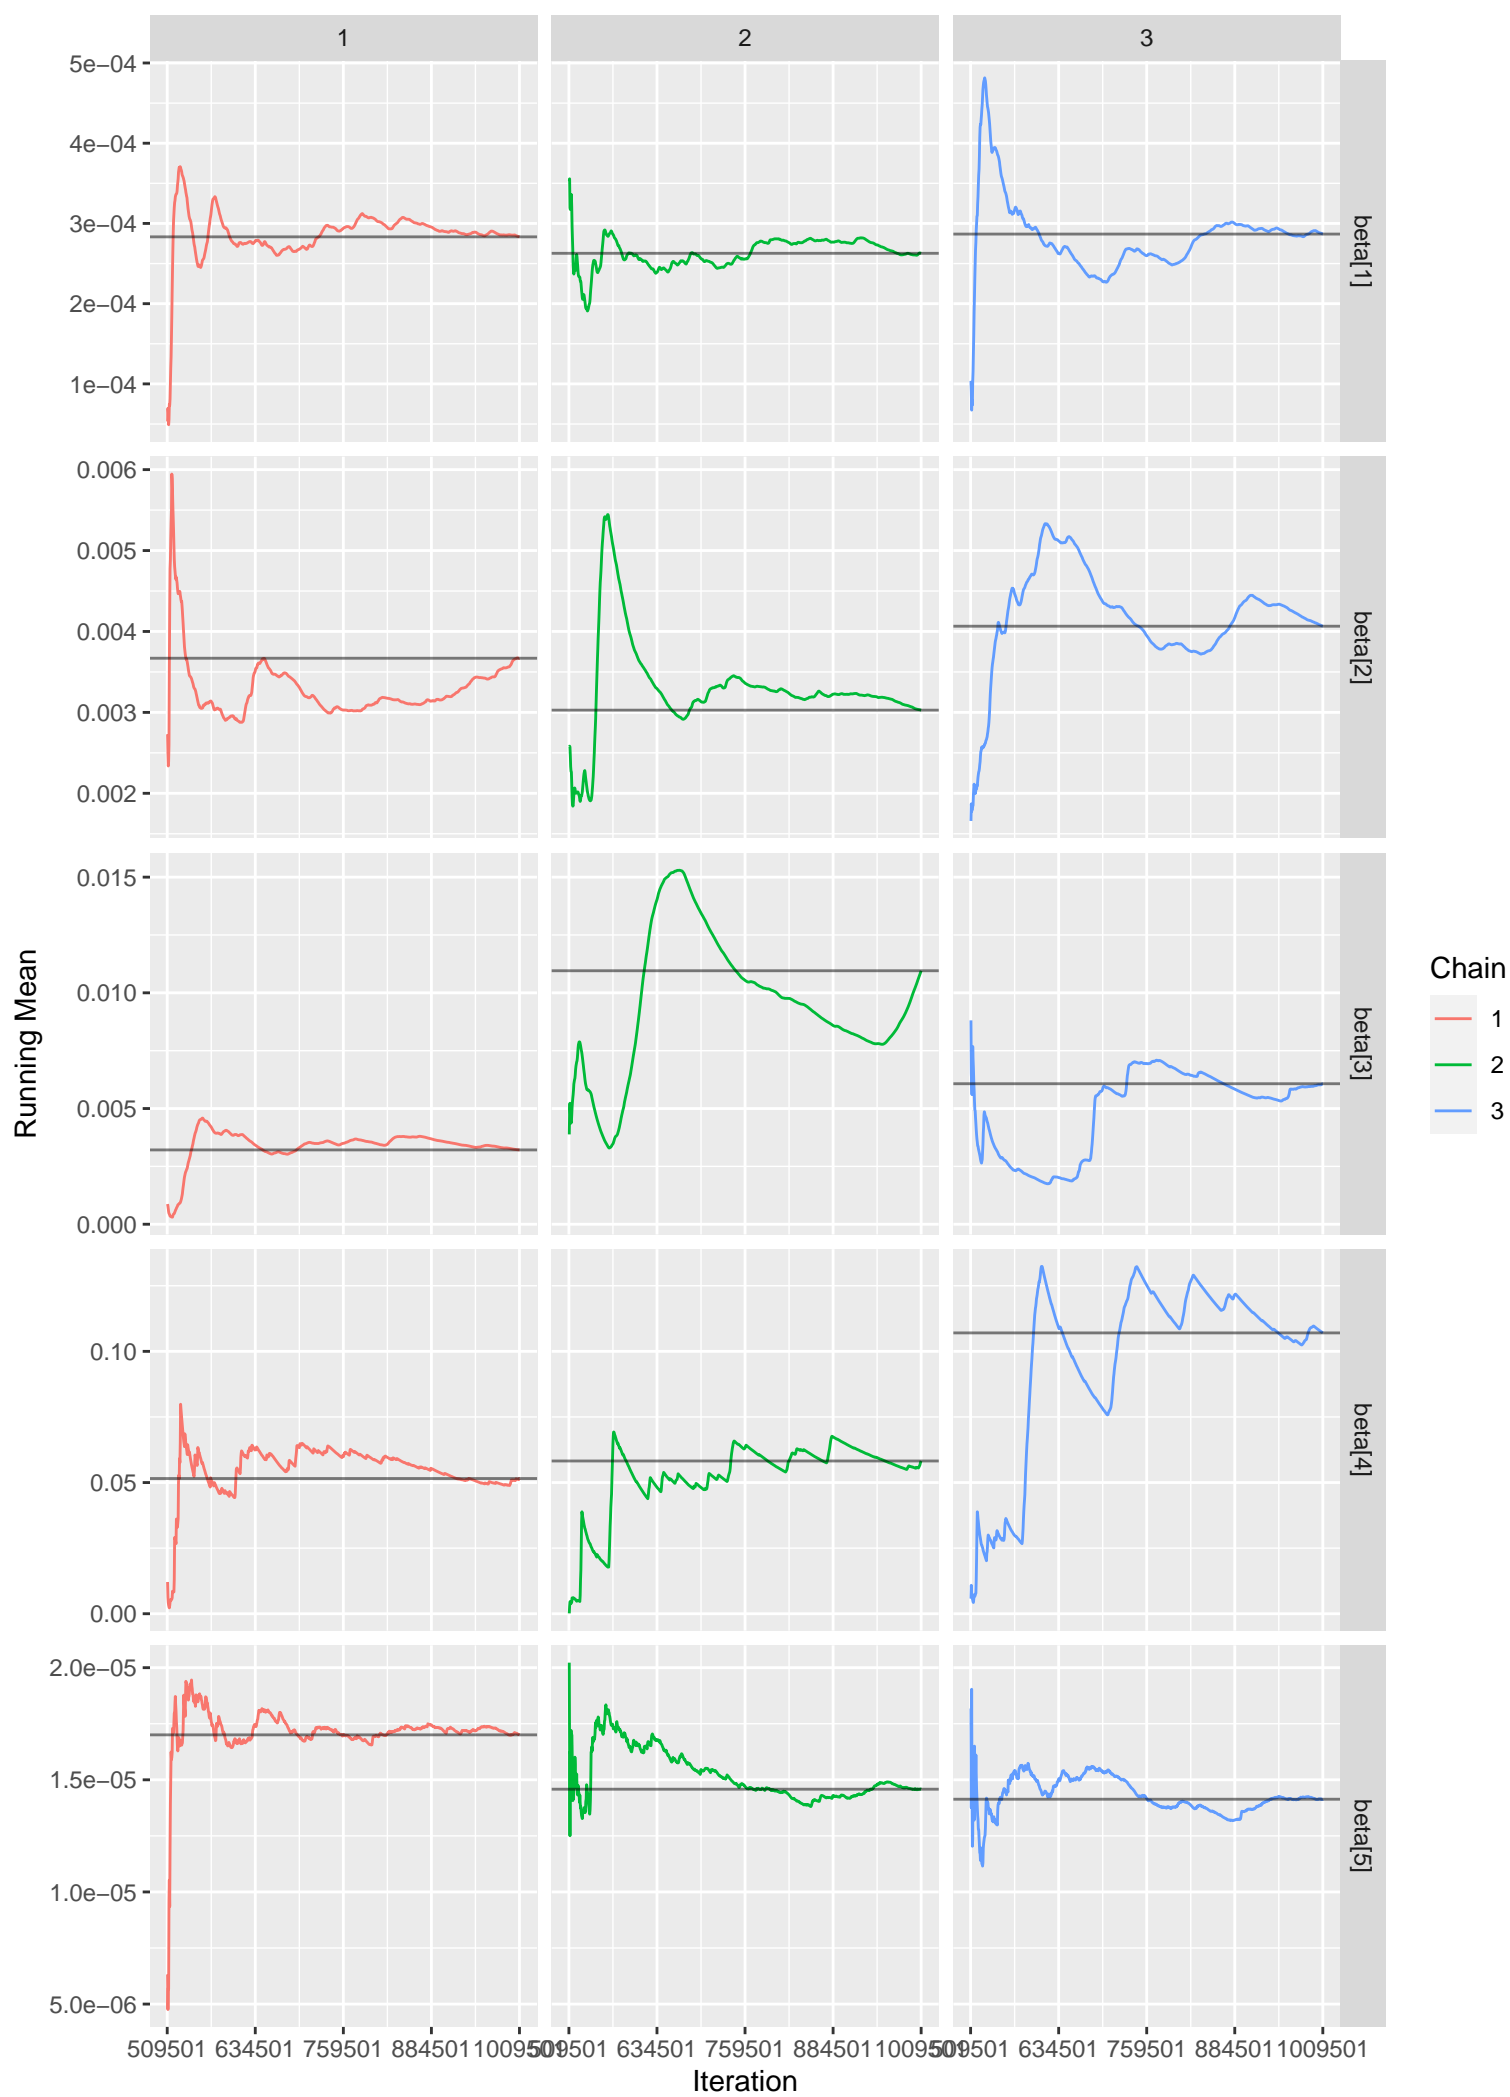 1 2 3
5e−04
4e−04
3e−04
2e−04
1e−04
beta[1]
0.006
0.005
0.004
0.003
0.002
beta[2]
0.015
0.010
0.005
0.000
beta[3]
0.10
0.05
0.00
beta[4]
2.0e−05
1.5e−05
1.0e−05
5.0e−06
beta[5]
509501 634501 759501 884501 1009501 509501 634501 759501 884501 1009501 509501 634501 759501 884501 1009501
Iteration
Running Mean
Chain
1
2
3